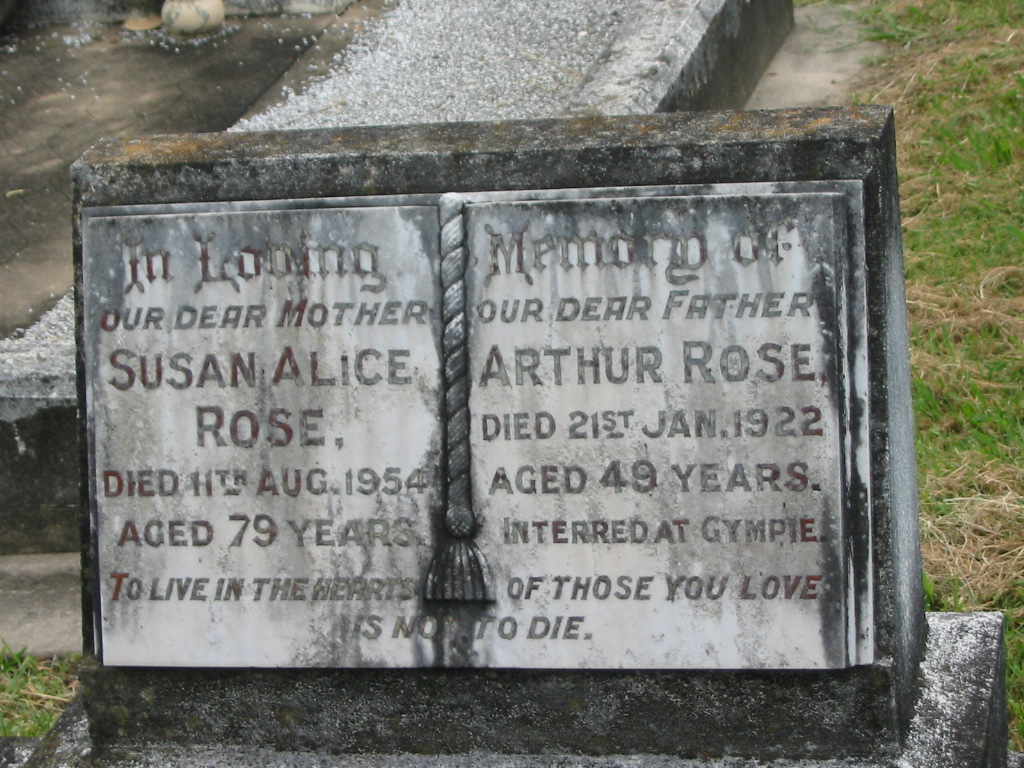 In Loving Memory of
OUR DEAR MOTHER
SUSAN ALICE
ROSE,
DIED 11TH AUG. 1954
AGED 79 YEARS.
OUR DEAR FATHER
ARTHUR ROSE,
DIED 21ST JAN. 1922
AGED 49 YEARS.
INTERRED AT GYMPIE.
TO LIVE IN THE HEARTS OF THOSE YOU LOVE
IS NOT TO DIE.